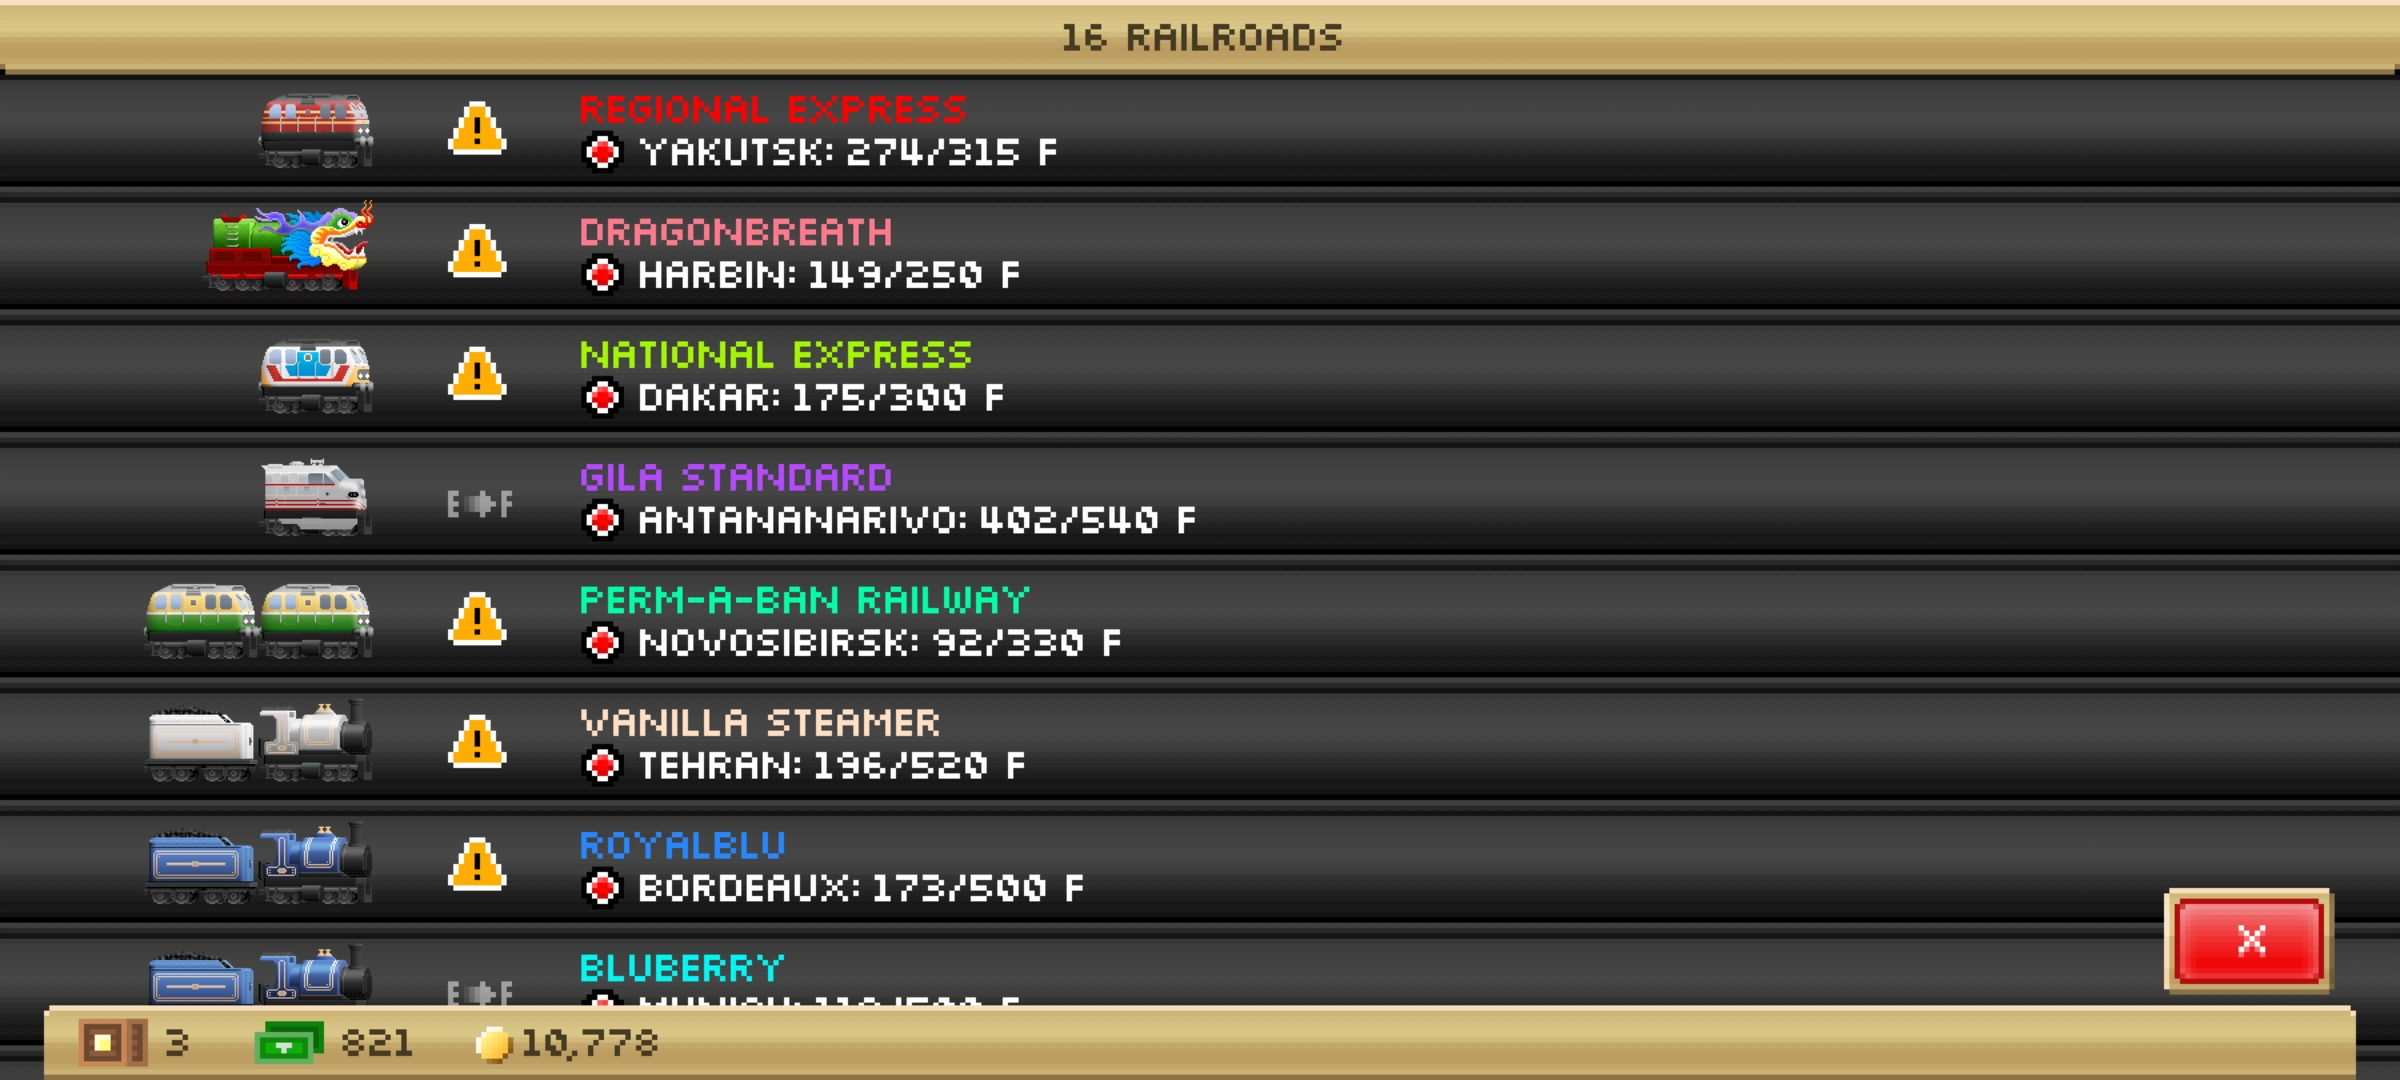 16 RAILROADS
REGIONAL EXPRESS
YAKUTSK: 274/315 F
DRAGONBREATH
HARBIN: 149/250 F
NATIONAL EXPRESS
DAKAR: 175/300 F
GILA STANDARD
E F
ANTANANARIVO: 402/540 F
PERM-A-BAN RAILWAY
NOVOSIBIRSK: 92/330 F
VANILLA STEAMER
TEHRAN: 196/520 F
ROYALBLU
BORDEAUX: 173/500 F
X
BLUBERRY
E F
3 821 10,778